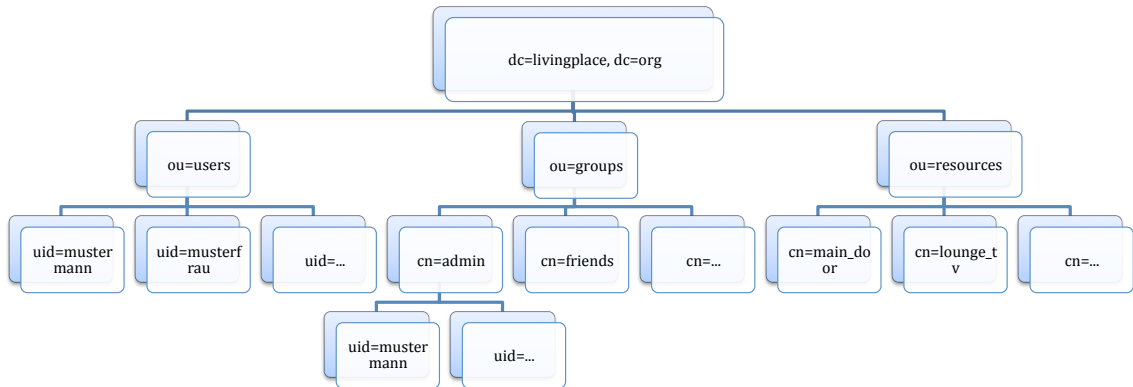 dc=livingplace, dc=org
ou=users
ou=groups
ou=resources
uid=muster
mann
uid=musterf
rau
uid=...
cn=admin
cn=friends
cn=...
cn=main_do
or
cn=lounge_t
v
cn=...
uid=muster
mann
uid=...